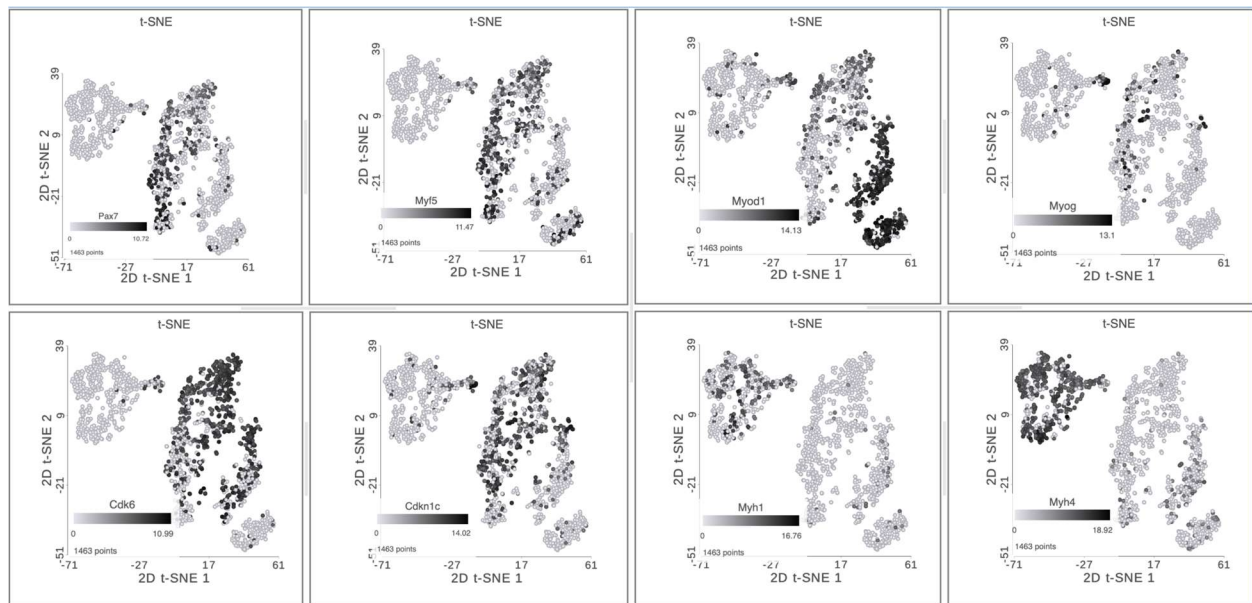 t-SNE
39
9
-21
-51
2D t-SNE 2
Pax7
0 10.72
1463 points
-71 -27 17 61
2D t-SNE 1
t-SNE
39
9
-21
-51
2D t-SNE 2
Myf5
0 11.47
1463 points
-71 -27 17 61
2D t-SNE 1
t-SNE
39
9
-21
-51
2D t-SNE 2
Myod1
0 14.13
1463 points
-71 -27 17 61
2D t-SNE 1
t-SNE
39
9
-21
-51
2D t-SNE 2
Myog
0 13.1
1463 points
-71 -27 17 61
2D t-SNE 1
t-SNE
39
9
-21
-51
2D t-SNE 2
Cdk6
0 10.99
1463 points
-71 -27 17 61
2D t-SNE 1
t-SNE
39
9
-21
-51
2D t-SNE 2
Cdkn1c
0 14.02
1463 points
-71 -27 17 61
2D t-SNE 1
t-SNE
39
9
-21
-51
2D t-SNE 2
Myh1
0 16.76
1463 points
-71 -27 17 61
2D t-SNE 1
t-SNE
39
9
-21
-51
2D t-SNE 2
Myh4
0 18.92
1463 points
-71 -27 17 61
2D t-SNE 1